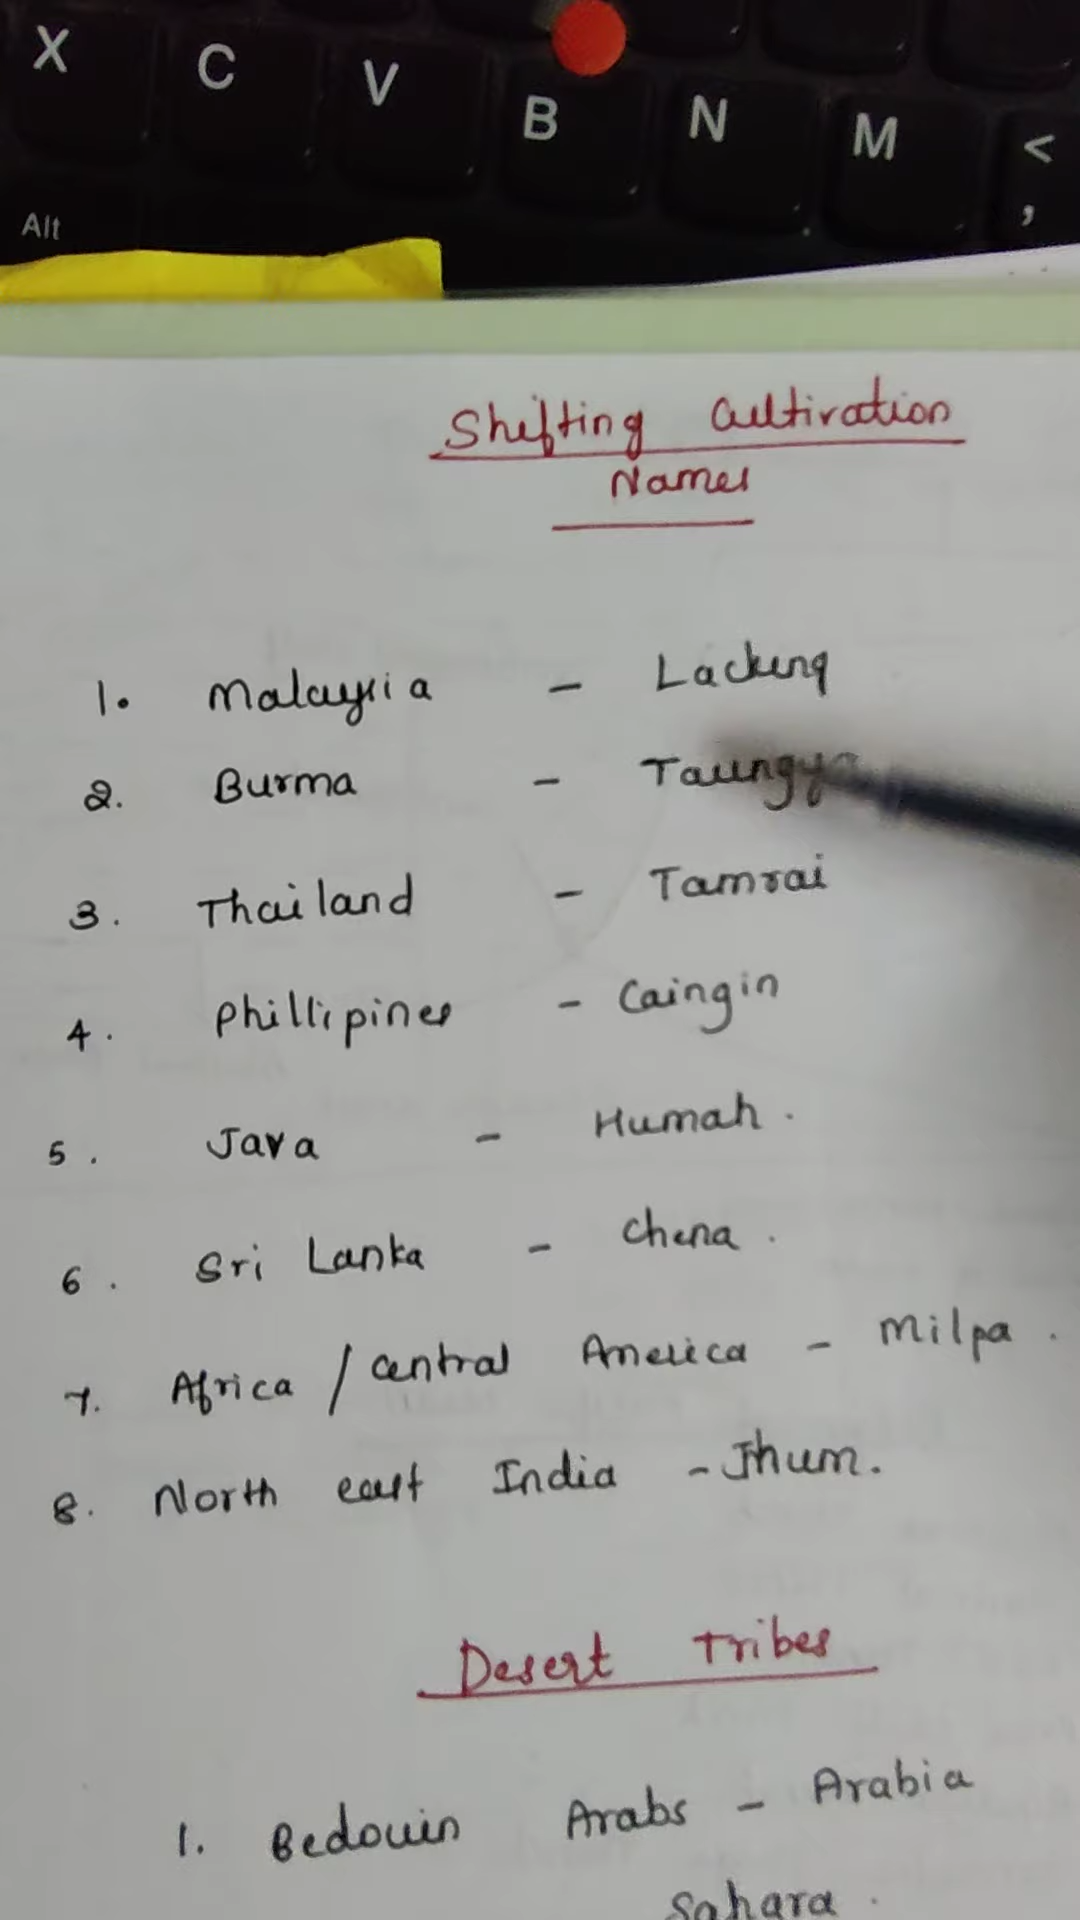 X C V B N M <
,
Alt
Shifting Cultivation
Names
1. Malaysia - Lacking
2. Burma - Taungya
3. Thailand - Tamrai
4. Phillipines - Caingin
5. Java - Humah.
6. Sri Lanka - Chena.
7. Africa / Central America - Milpa.
8. North east India - Jhum.
Desert Tribes
1. Bedouin Arabs - Arabia
Sahara.